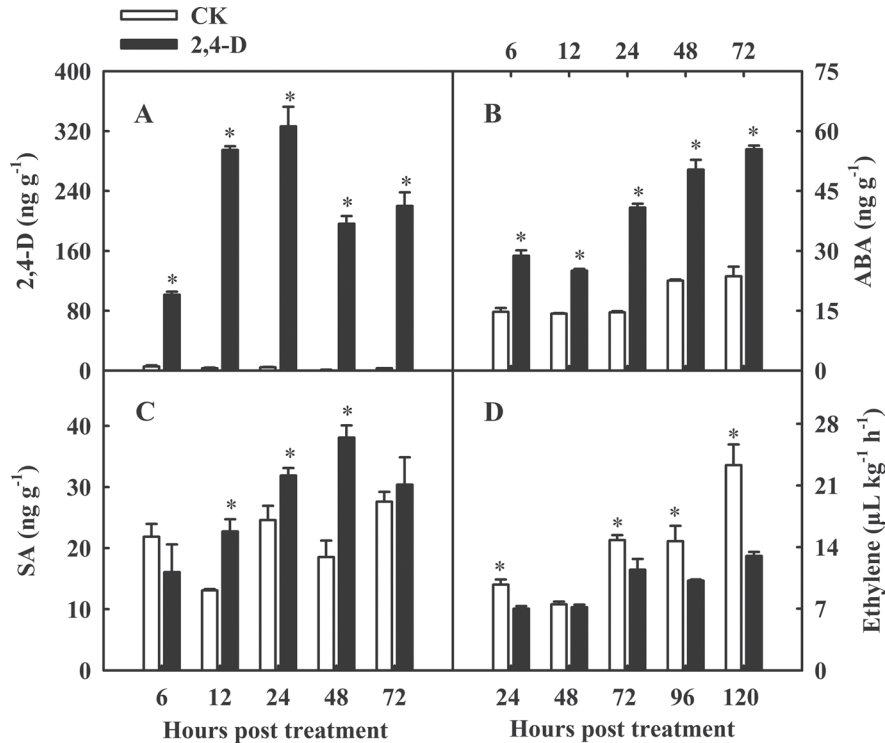 CK
2,4-D
6 12 24 48 72
400
320
240
160
80
0
2,4-D (ng g-1)
A
* * * * *
B
* * * * *
75
60
45
30
15
0
ABA (ng g-1)
40
30
20
10
0
SA (ng g-1)
C
* * *
D
* * * *
28
21
14
7
0
Ethylene (µL kg-1 h-1)
6 12 24 48 72
24 48 72 96 120
Hours post treatment
Hours post treatment